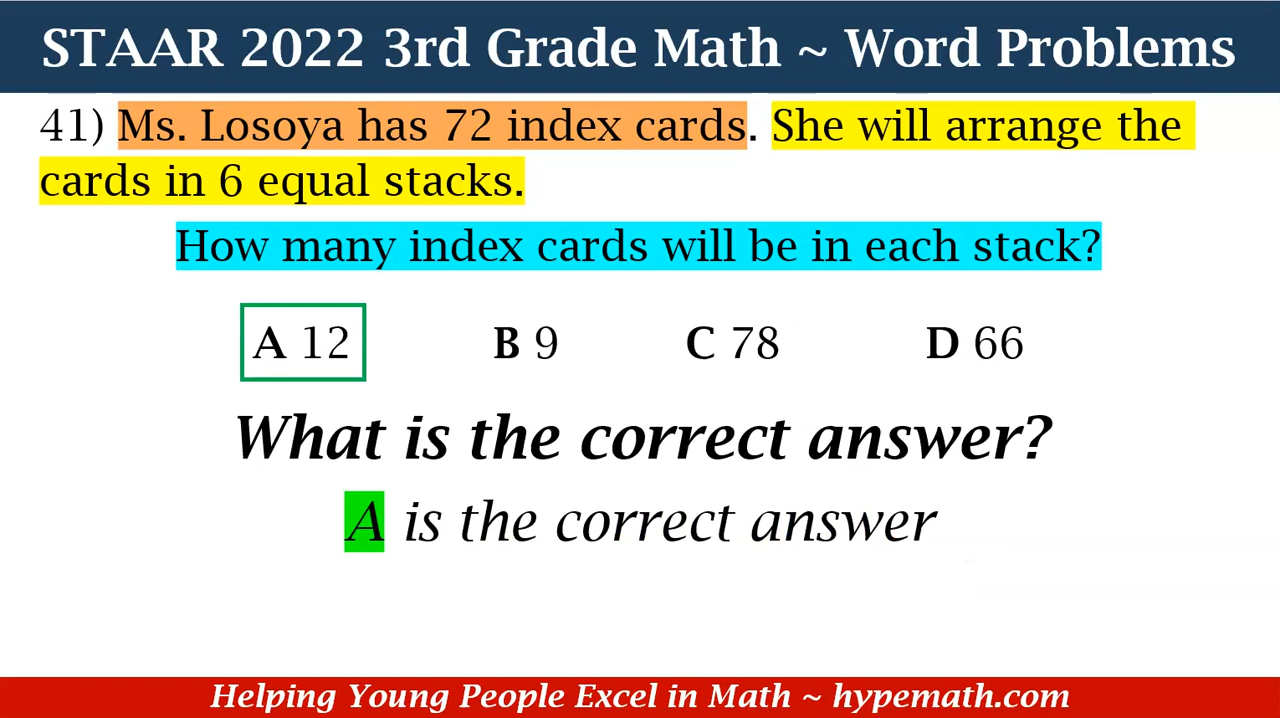 STAAR 2022 3rd Grade Math ~ Word Problems
41) Ms. Losoya has 72 index cards. She will arrange the
cards in 6 equal stacks.
How many index cards will be in each stack?
A 12 B 9 C 78 D 66
What is the correct answer?
A is the correct answer
Helping Young People Excel in Math ~ hypemath.com